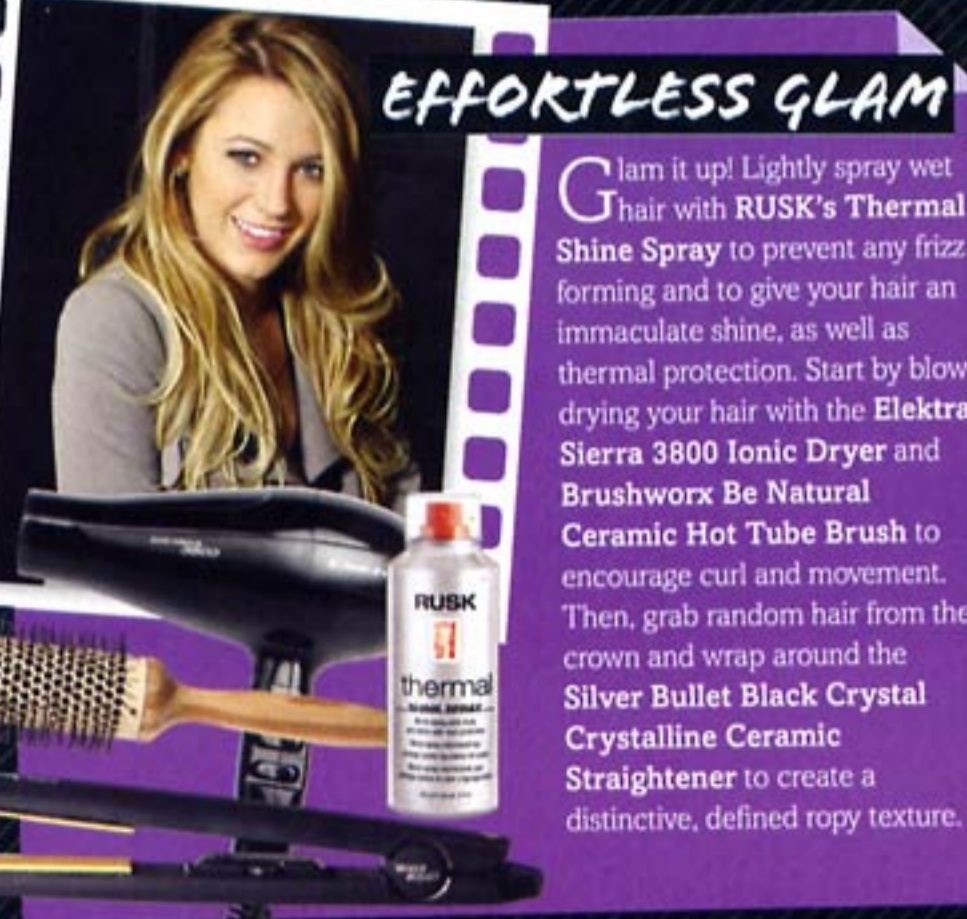 EFFORTLESS GLAM
Glam it up! Lightly spray wet
hair with RUSK's Thermal
Shine Spray to prevent any frizz
forming and to give your hair an
immaculate shine, as well as
thermal protection. Start by blow
drying your hair with the Elektra
Sierra 3800 Ionic Dryer and
Brushworx Be Natural
Ceramic Hot Tube Brush to
encourage curl and movement.
Then, grab random hair from the
crown and wrap around the
Silver Bullet Black Crystal
Crystalline Ceramic
Straightener to create a
distinctive, defined ropy texture.
RUSK
thermal